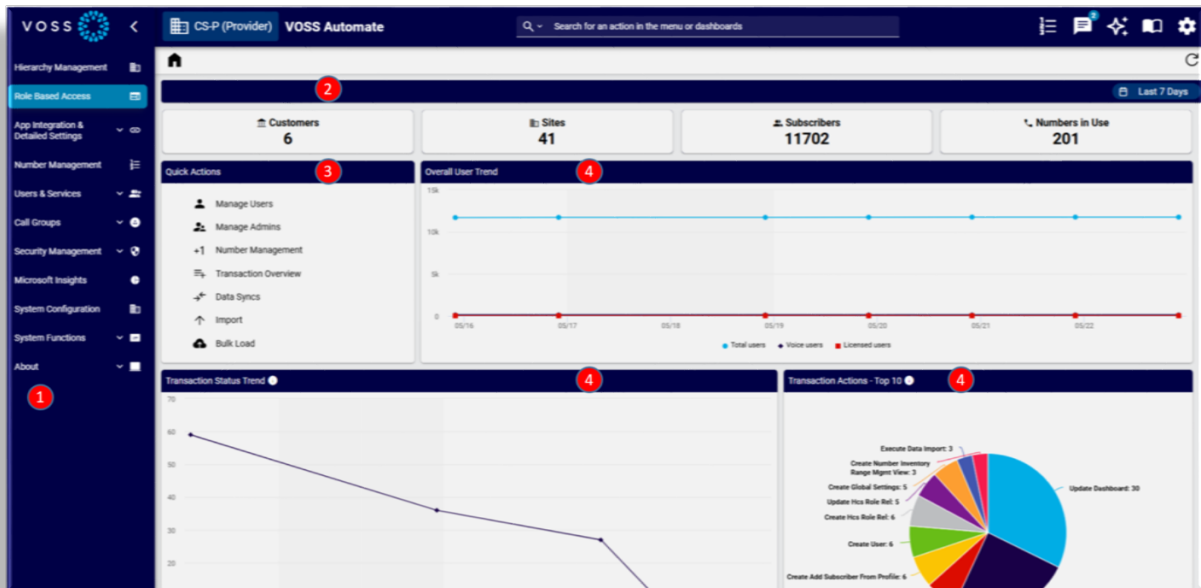 VOSS
CS-P (Provider)
VOSS Automate
Search for an action in the menu or dashboards
2
Hierarchy Management
Role Based Access
App Integration &
Detailed Settings
Number Management
Users & Services
Call Groups
Security Management
Microsoft Insights
System Configuration
System Functions
About
1
2
Last 7 Days
Customers
6
Sites
41
Subscribers
11702
Numbers in Use
201
Quick Actions
3
Manage Users
Manage Admins
+1 Number Management
Transaction Overview
Data Syncs
Import
Bulk Load
Overall User Trend
4
15k
10k
5k
0
05/16 05/17 05/18 05/19 05/20 05/21 05/22
Total users Voice users Licensed users
Transaction Status Trend
4
70
60
50
40
30
20
Transaction Actions - Top 10
4
Execute Data Import: 3
Create Number Inventory
Range Mgmt View: 3
Create Global Settings: 5
Update Hcs Role Rel: 5
Create Hcs Role Rel: 6
Create User: 6
Create Add Subscriber From Profile: 6
Update Dashboard: 30